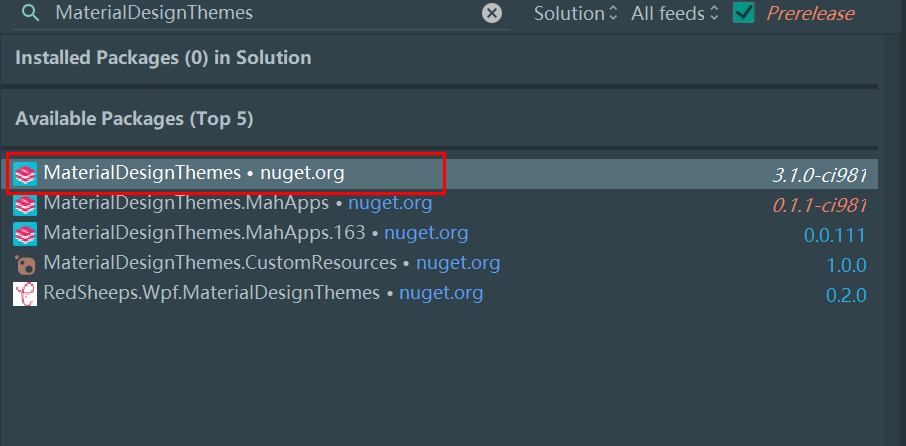 MaterialDesignThemes Solution All feeds Prerelease
Installed Packages (0) in Solution
Available Packages (Top 5)
MaterialDesignThemes • nuget.org 3.1.0-ci981
MaterialDesignThemes.MahApps • nuget.org 0.1.1-ci981
MaterialDesignThemes.MahApps.163 • nuget.org 0.0.111
MaterialDesignThemes.CustomResources • nuget.org 1.0.0
RedSheeps.Wpf.MaterialDesignThemes • nuget.org 0.2.0